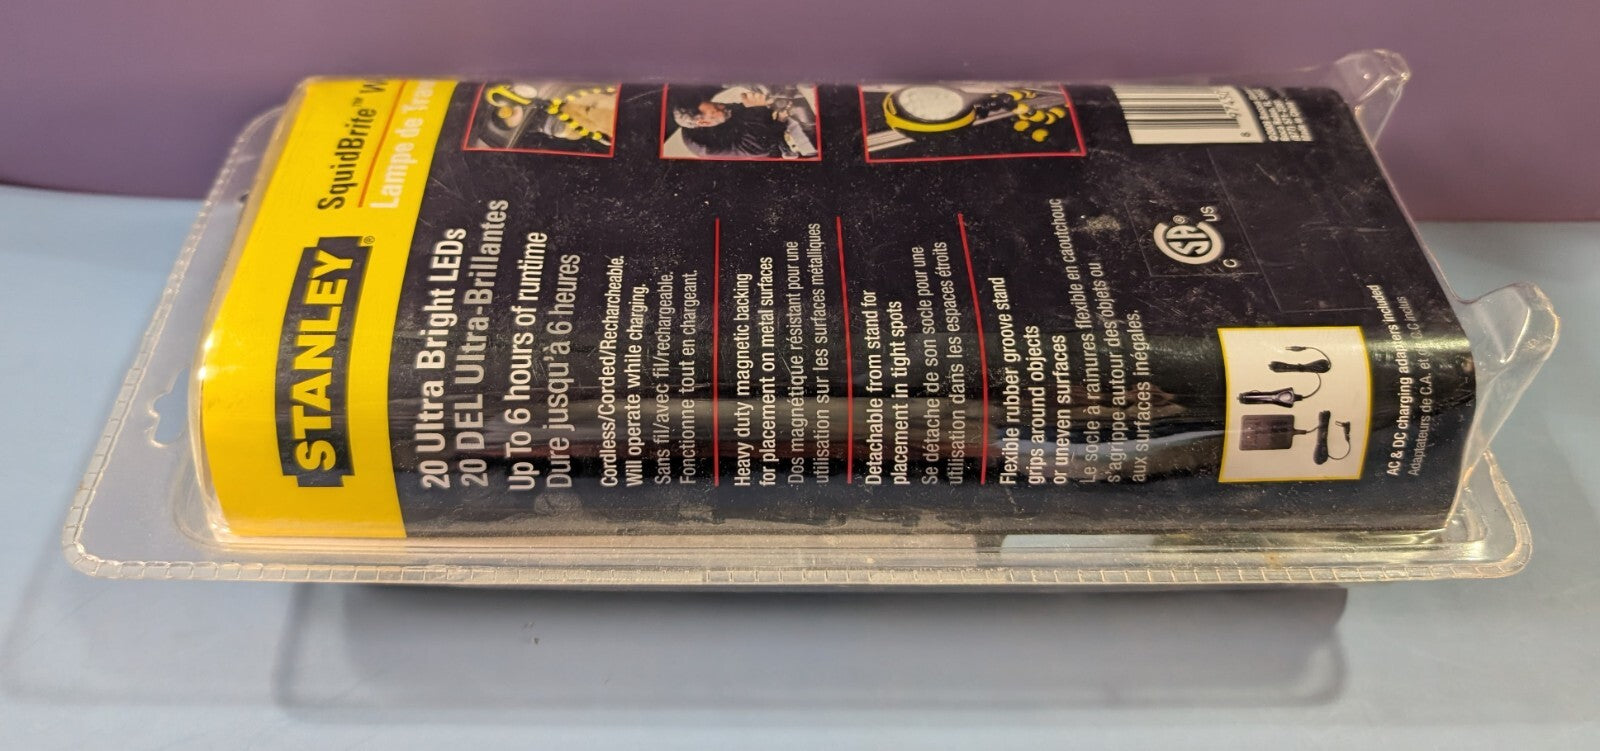 STANLEY®
SquidBrite™
Lampe de
20 Ultra Bright LEDs
20 DEL Ultra-Brillantes
Up To 6 hours of runtime
Dure jusqu'à 6 heures
Cordless/Corded/Rechargeable.
Will operate while charging.
Sans fil/avec fil/rechargeable.
Fonctionne tout en chargeant.
Heavy duty magnetic backing
for placement on metal surfaces
Dos magnétique résistant pour une
utilisation sur les surfaces métalliques
Detachable from stand for
placement in tight spots
Se détache de son socle pour une
utilisation dans les espaces étroits
Flexible rubber groove stand
grips around objects
or uneven surfaces
Le socle à rainures flexible en caoutchouc
s'agrippe autour des objets ou
aux surfaces inégales.
C US
AC & DC charging adapters included
Adaptateurs de C.A. et inclus